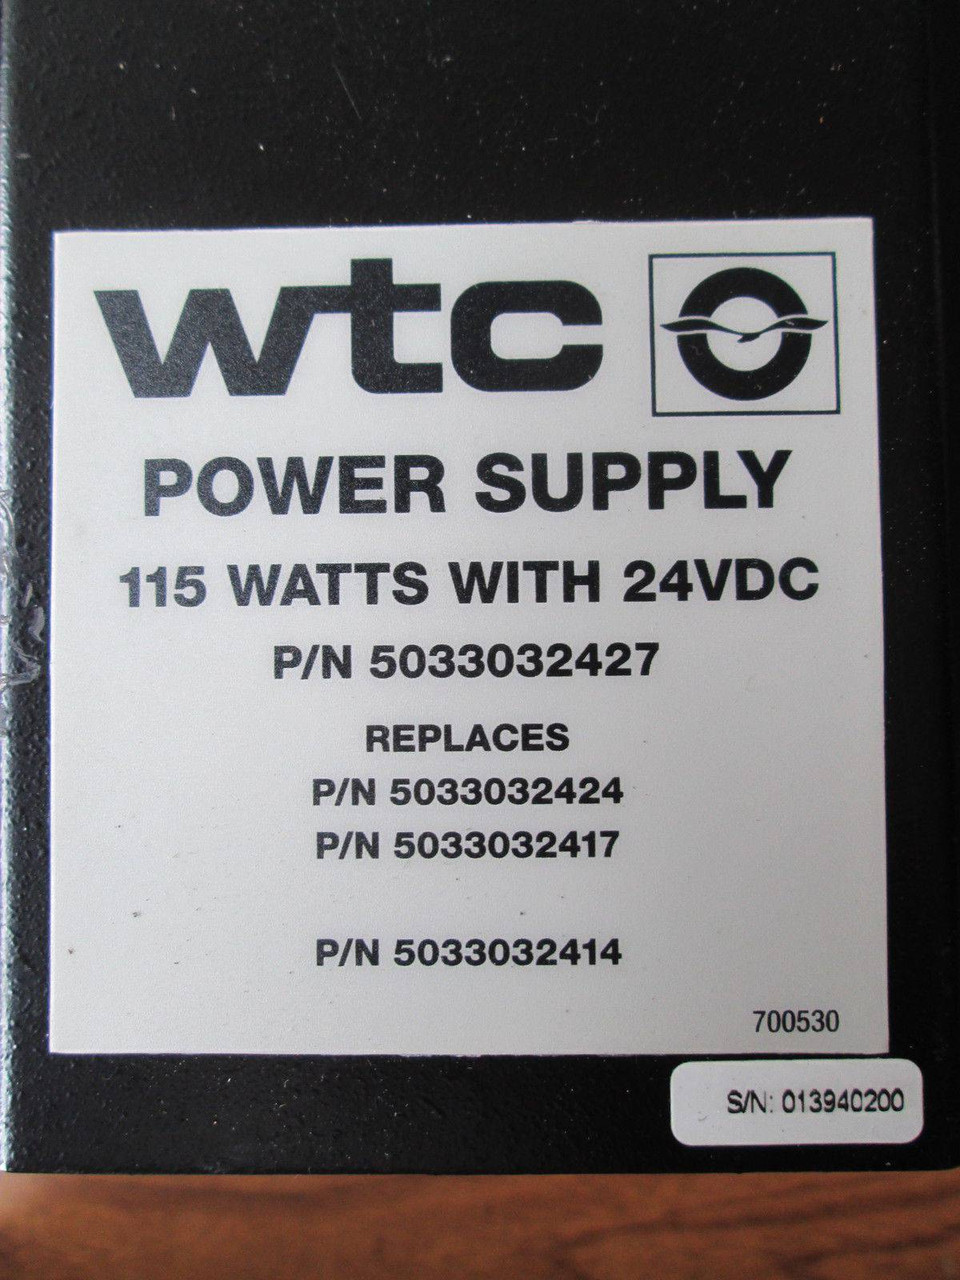 wtc
POWER SUPPLY
115 WATTS WITH 24VDC
P/N 5033032427
REPLACES
P/N 5033032424
P/N 5033032417
P/N 5033032414
700530
S/N: 013940200